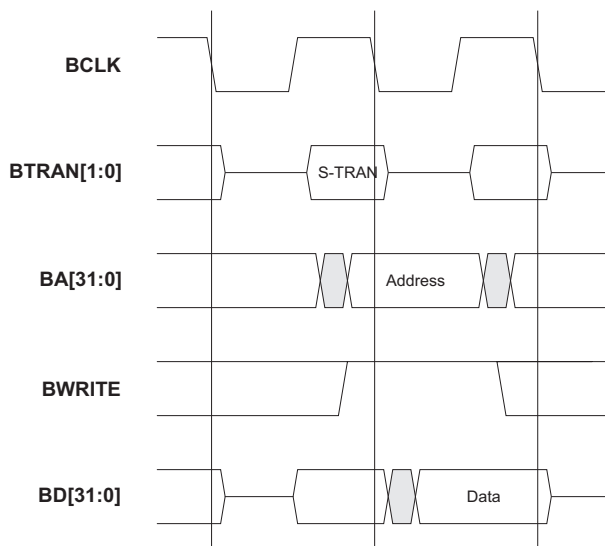 BCLK
BTRAN[1:0]
S-TRAN
BA[31:0]
Address
BWRITE
BD[31:0]
Data